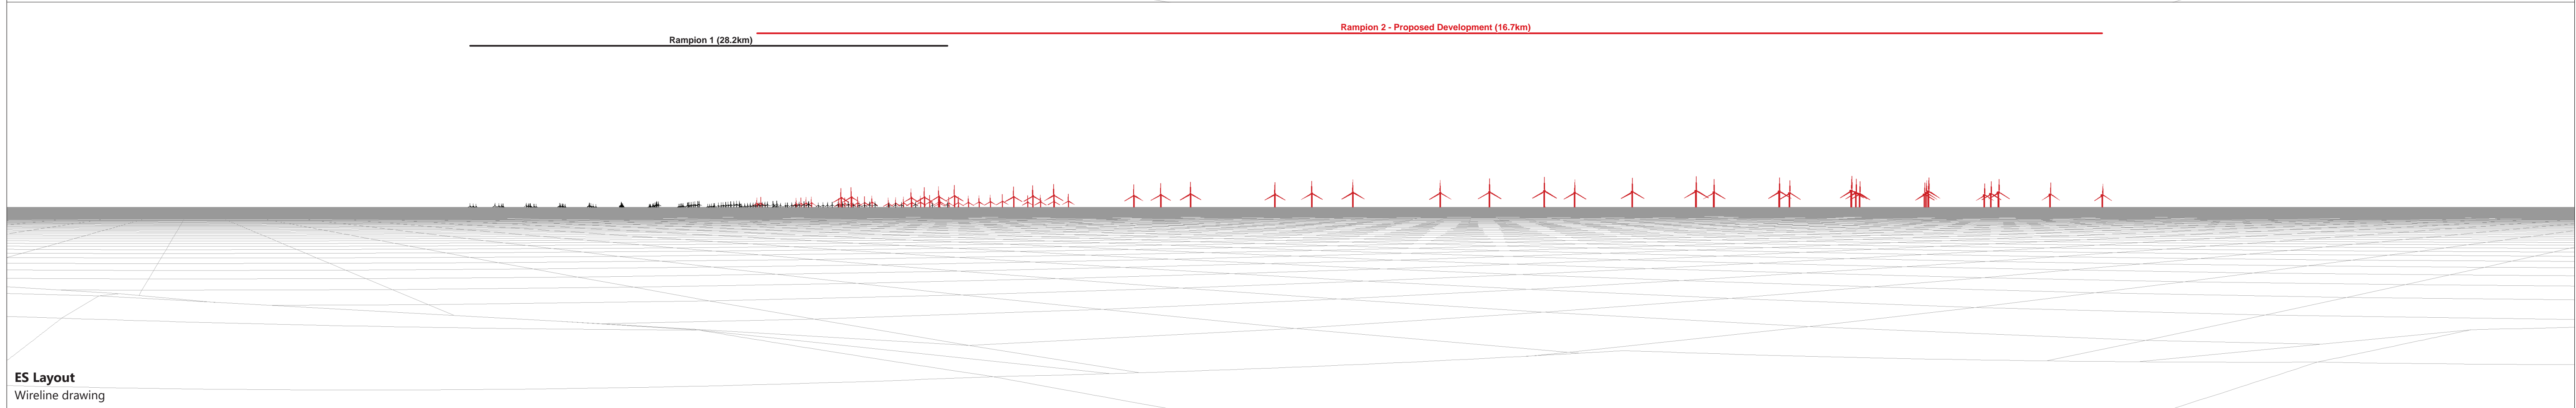 Rampion 2 - Proposed Development (16.7km)
Rampion 1 (28.2km)
ES Layout
Wireline drawing